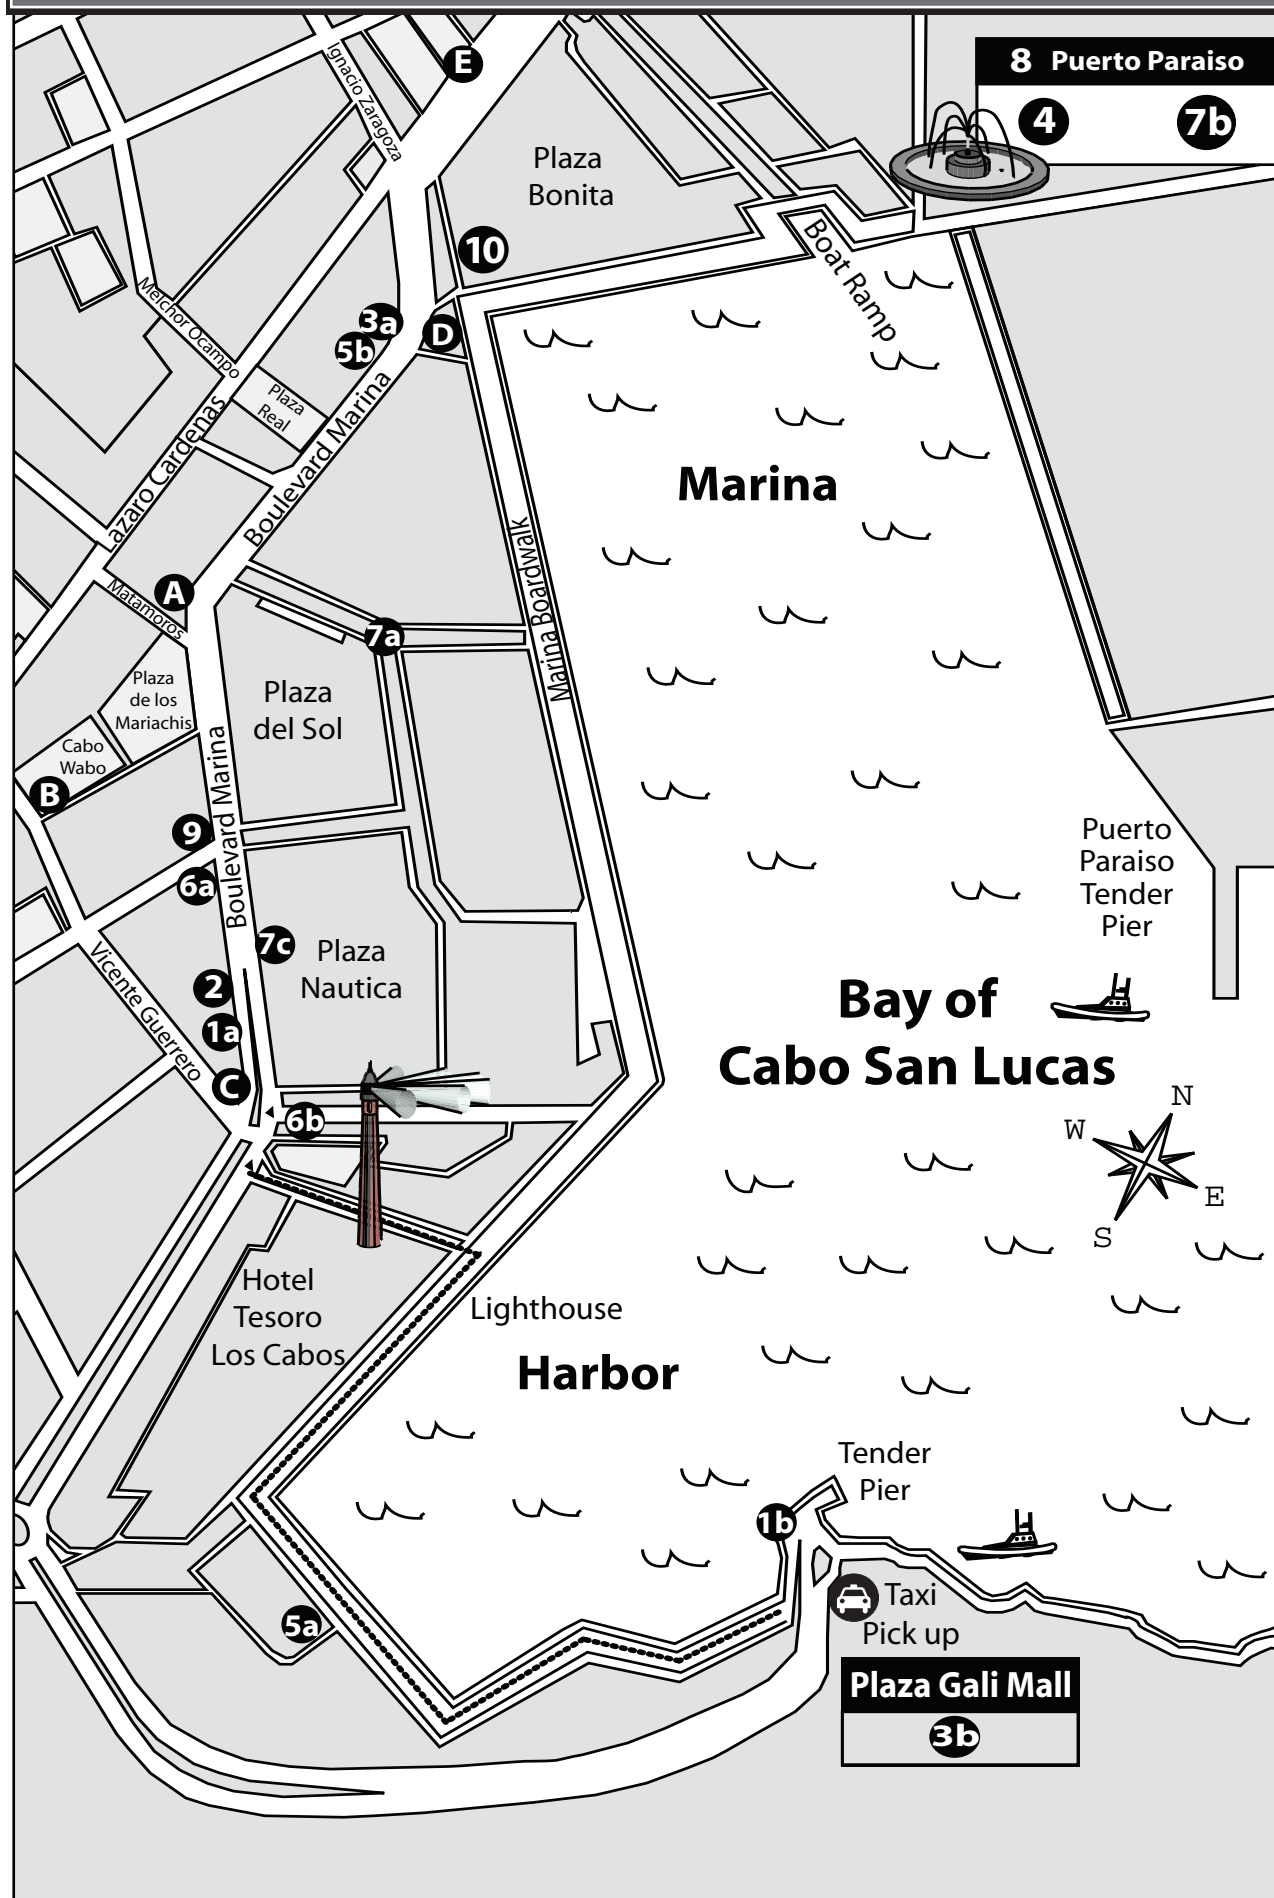 E
Ignacio Zaragoza
8 Puerto Paraiso
4
7b
Plaza
Bonita
10
Boat Ramp
Melchor Ocampo
3a
D
5b
Plaza
Real
Lazaro Cardenas
Boulevard Marina
Marina
Marina Boardwalk
A
Matamoros
7a
Plaza
de los
Mariachis
Plaza
del Sol
Cabo
Wabo
B
Boulevard Marina
9
6a
Puerto
Paraiso
Tender
Pier
7c
Plaza
Nautica
Vicente Guerrero
2
1a
Bay of
Cabo San Lucas
C
6b
N
W
E
S
Hotel
Tesoro
Los Cabos
Lighthouse
Harbor
Tender
Pier
1b
5a
Taxi
Pick up
Plaza Gali Mall
3b